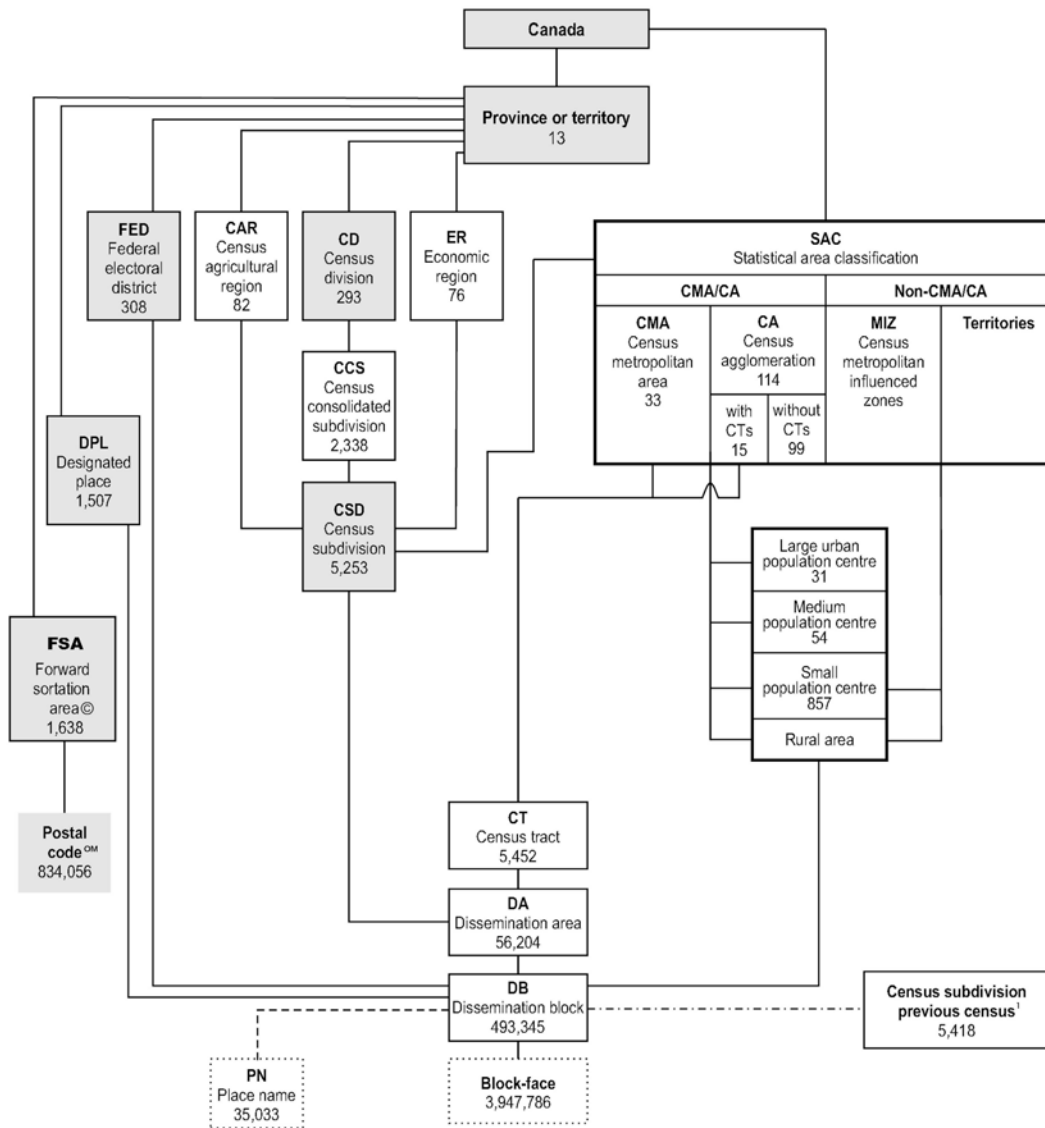 Canada
Province or territory
13
FED
Federal
electoral
district
308
CAR
Census
agricultural
region
82
CD
Census
division
293
ER
Economic
region
76
SAC
Statistical area classification
CMA/CA
Non-CMA/CA
CMA
Census
metropolitan
area
33
CA
Census
agglomeration
114
with
CTs
15
without
CTs
99
MIZ
Census
metropolitan
influenced
zones
Territories
CCS
Census
consolidated
subdivision
2,338
DPL
Designated
place
1,507
CSD
Census
subdivision
5,253
Large urban
population centre
31
Medium
population centre
54
Small
population centre
857
Rural area
FSA
Forward
sortation
area©
1,638
Postal
code ᴼᴹ
834,056
CT
Census tract
5,452
DA
Dissemination area
56,204
DB
Dissemination block
493,345
Census subdivision
previous census¹
5,418
PN
Place name
35,033
Block-face
3,947,786